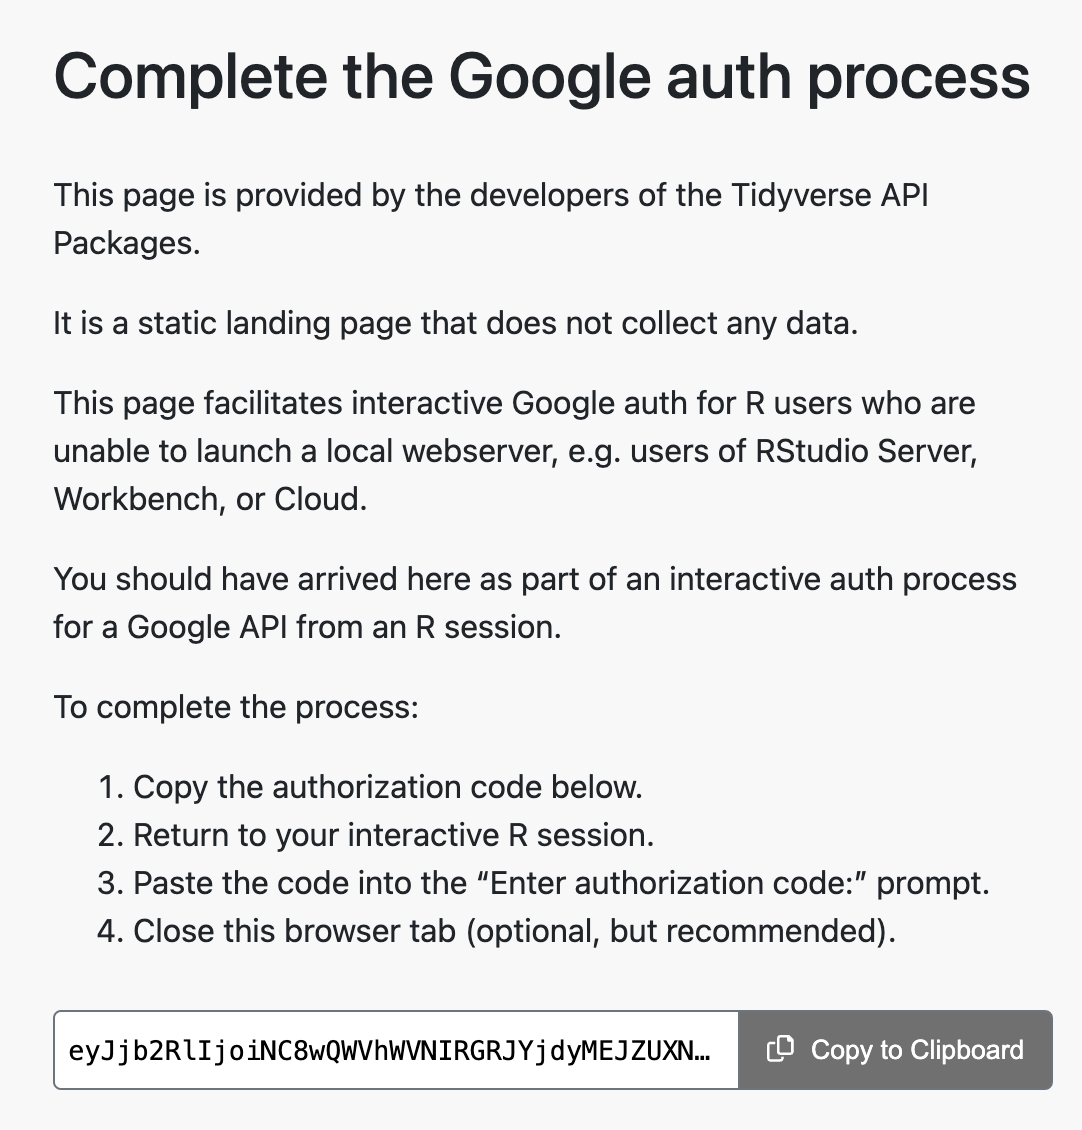 Complete the Google auth process
This page is provided by the developers of the Tidyverse API
Packages.
It is a static landing page that does not collect any data.
This page facilitates interactive Google auth for R users who are
unable to launch a local webserver, e.g. users of RStudio Server,
Workbench, or Cloud.
You should have arrived here as part of an interactive auth process
for a Google API from an R session.
To complete the process:
1. Copy the authorization code below.
2. Return to your interactive R session.
3. Paste the code into the “Enter authorization code:” prompt.
4. Close this browser tab (optional, but recommended).
eyJjb2RlIjoiNC8wQWVhWVNIRGRJYjdyMEJZUXN…
Copy to Clipboard